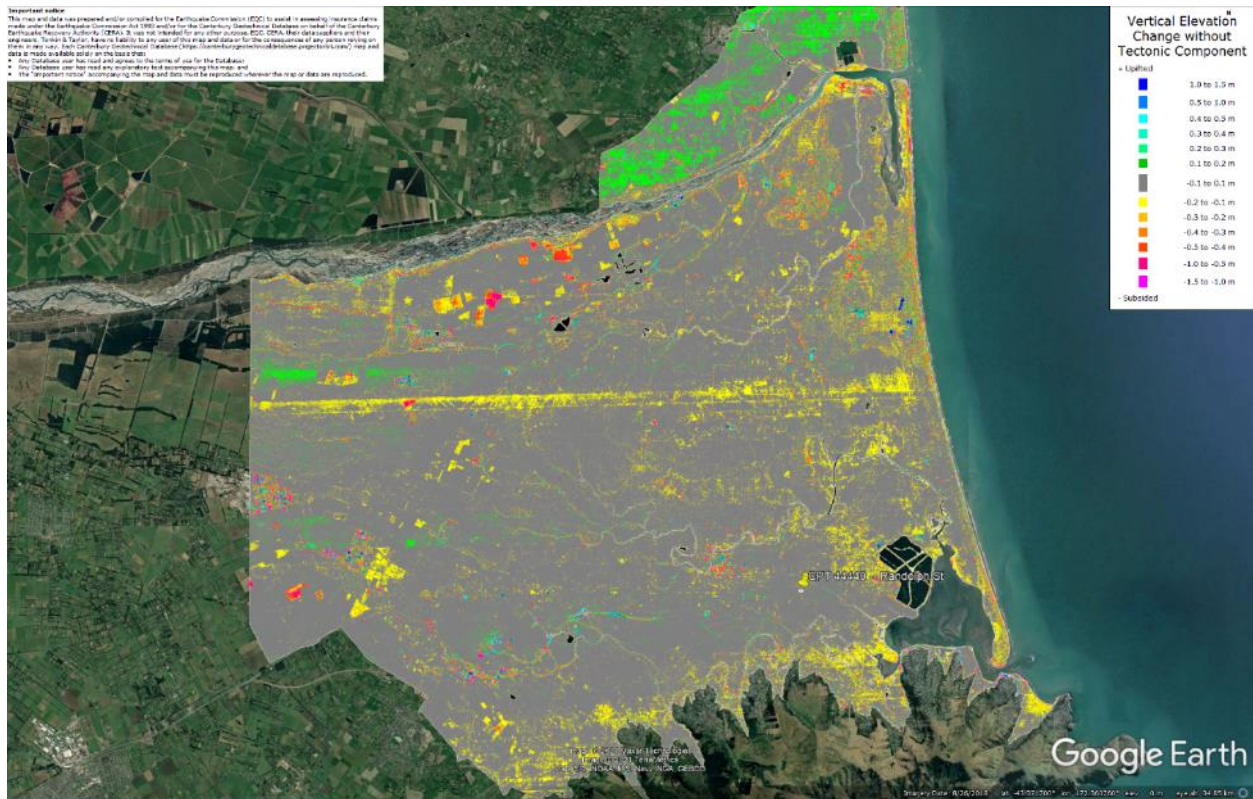 Important notice
This map and data was prepared and/or compiled for the Earthquake Commission (EQC) to assist in assessing insurance claims
made under the Earthquake Commission Act 1993 and/or for the Canterbury Geotechnical Database on behalf of the Canterbury
Earthquake Recovery Authority (CERA). It was not intended for any other purpose. EQC, CERA, their data suppliers and their
engineers, Tonkin & Taylor, have no liability to any user of this map and data or for the consequences of any person relying on
them in any way. Each Canterbury Geotechnical Database map and
data is made available solely on the basis that:
• Any Database user has read and agrees to the terms of use for the Database;
• Any Database user has read any explanatory text accompanying this map; and
• The "Important notice" accompanying the map and data must be reproduced wherever the map or data are reproduced.
N
Vertical Elevation
Change without
Tectonic Component
+ Uplifted
1.0 to 1.5 m
0.5 to 1.0 m
0.4 to 0.5 m
0.3 to 0.4 m
0.2 to 0.3 m
0.1 to 0.2 m
-0.1 to 0.1 m
-0.2 to -0.1 m
-0.3 to -0.2 m
-0.4 to -0.3 m
-0.5 to -0.4 m
-1.0 to -0.5 m
-1.5 to -1.0 m
- Subsided
Randolph St
Google Earth
Imagery Date: 8/26/2018